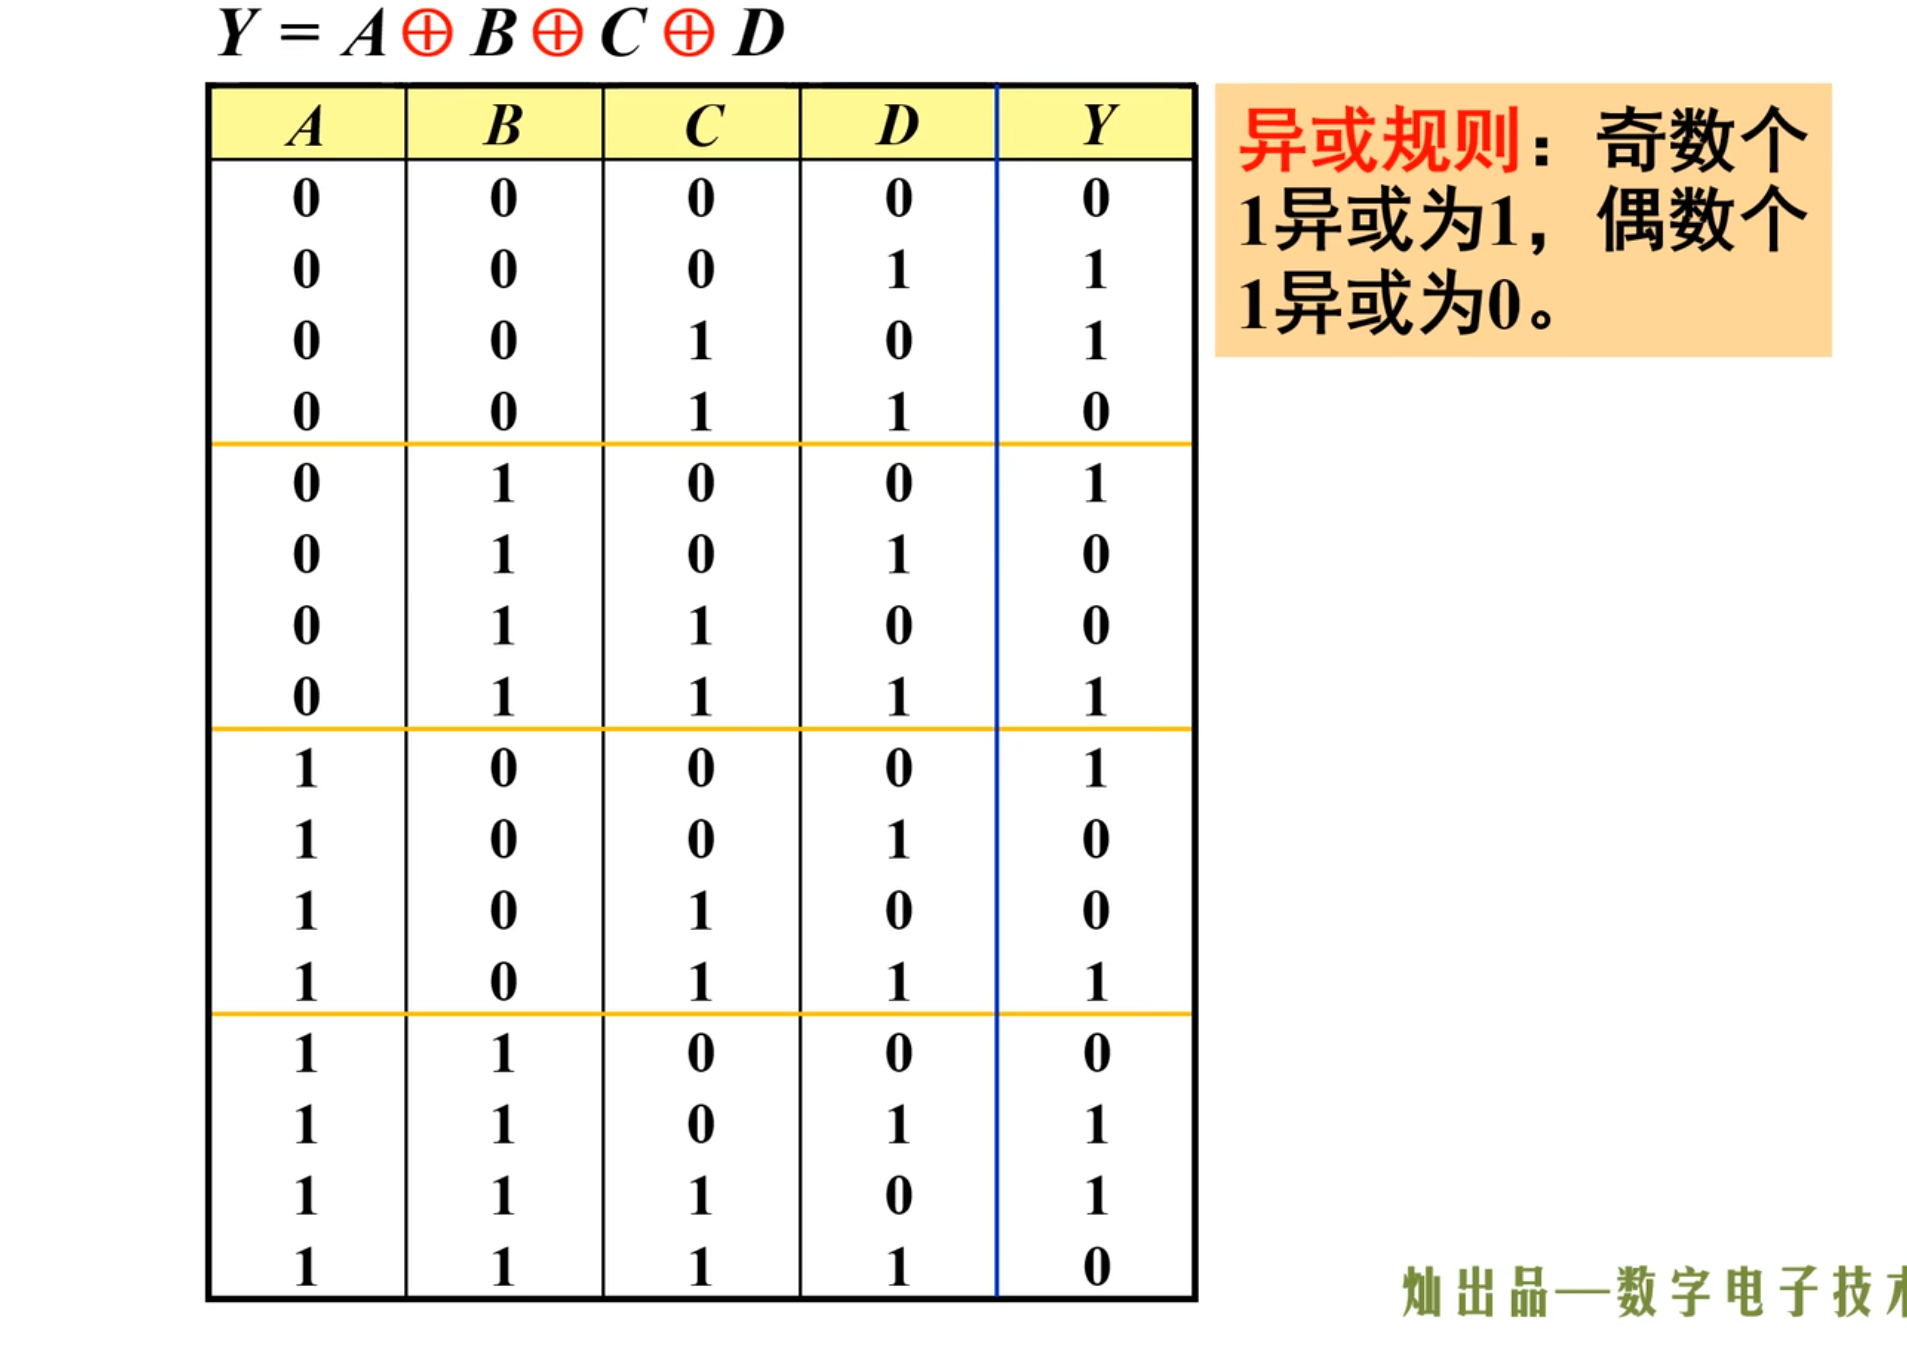 Y = A ⊕ B ⊕ C ⊕ D
A B C D Y
0 0 0 0 0
0 0 0 1 1
0 0 1 0 1
0 0 1 1 0
0 1 0 0 1
0 1 0 1 0
0 1 1 0 0
0 1 1 1 1
1 0 0 0 1
1 0 0 1 0
1 0 1 0 0
1 0 1 1 1
1 1 0 0 0
1 1 0 1 1
1 1 1 0 1
1 1 1 1 0
异或规则：奇数个
1异或为1，偶数个
1异或为0。
灿出品—数字电子技术